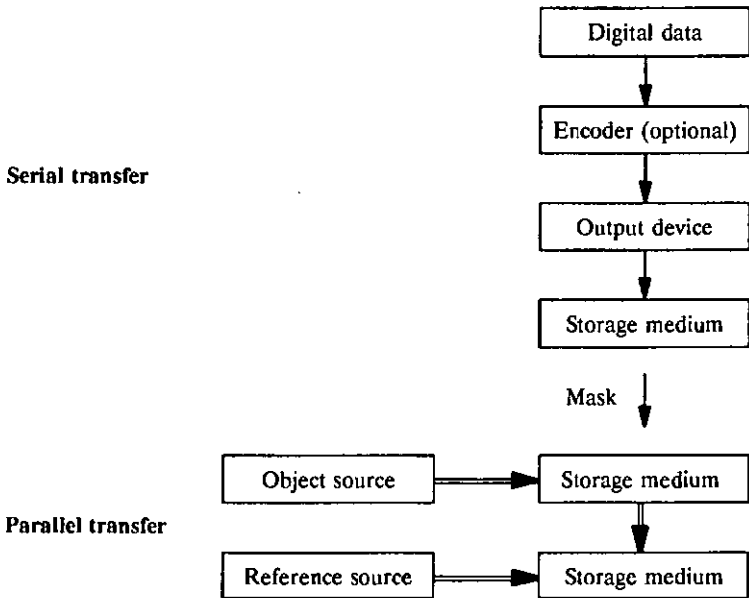 Digital data
Encoder (optional)
Serial transfer
Output device
Storage medium
Mask
Object source
Storage medium
Parallel transfer
Reference source
Storage medium